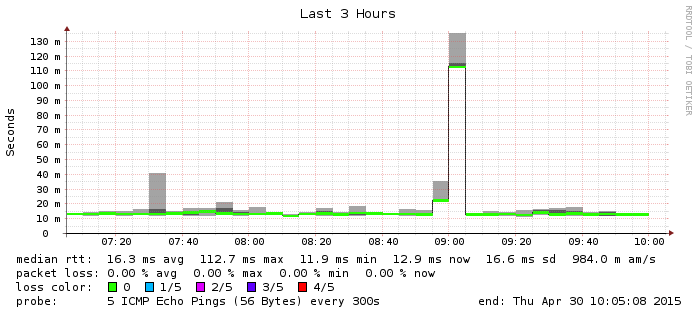 Last 3 Hours
RRDTOOL / TOBI OETIKER
Seconds
130 m
120 m
110 m
100 m
90 m
80 m
70 m
60 m
50 m
40 m
30 m
20 m
10 m
0
07:20 07:40 08:00 08:20 08:40 09:00 09:20 09:40 10:00
median rtt: 16.3 ms avg 112.7 ms max 11.9 ms min 12.9 ms now 16.6 ms sd 984.0 m am/s
packet loss: 0.00 % avg 0.00 % max 0.00 % min 0.00 % now
loss color: 0 1/5 2/5 3/5 4/5
probe: 5 ICMP Echo Pings (56 Bytes) every 300s end: Thu Apr 30 10:05:08 2015